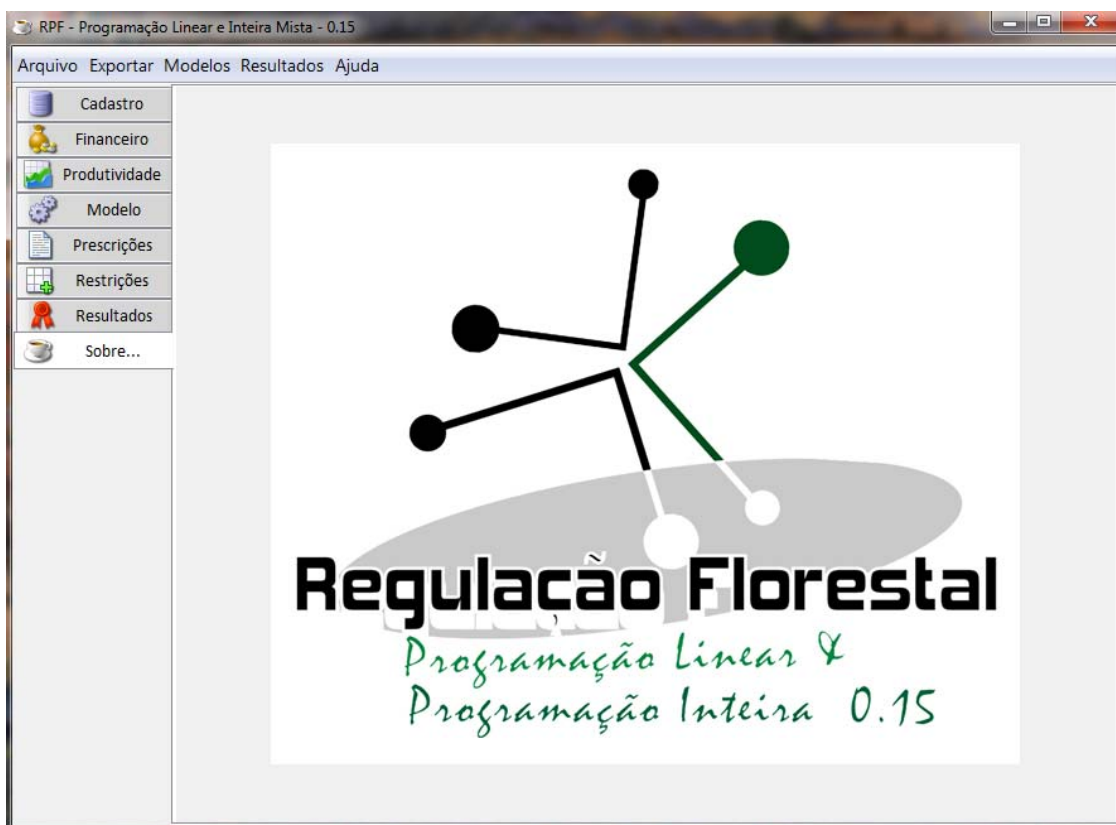 RPF - Programação Linear e Inteira Mista - 0.15
Arquivo Exportar Modelos Resultados Ajuda
Cadastro
Financeiro
Produtividade
Modelo
Prescrições
Restrições
Resultados
Sobre...
Regulação Florestal
Programação Linear &
Programação Inteira 0.15